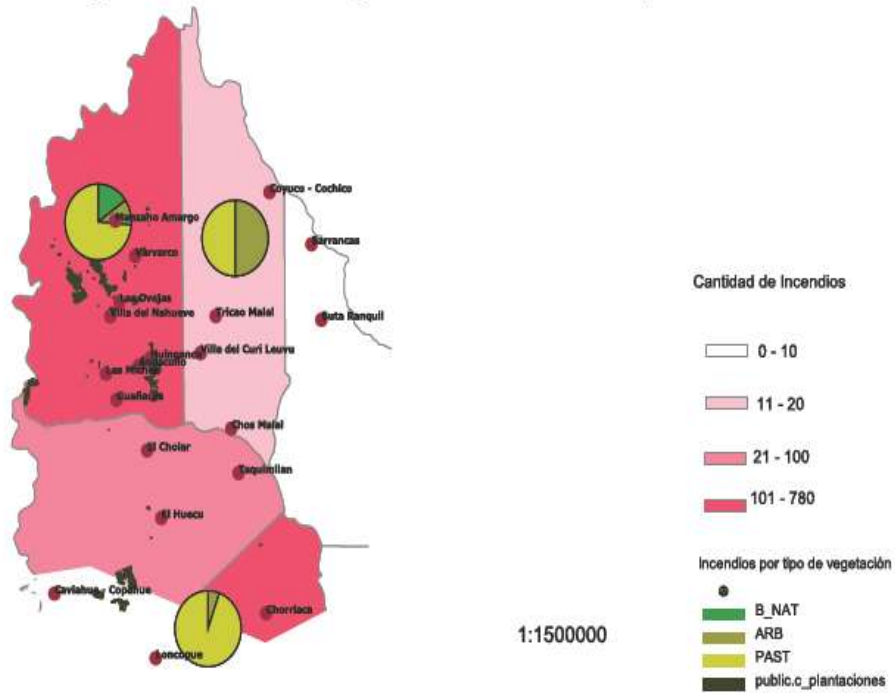 Coyuco - Cochico
Manzano Amargo
Barrancas
Varvarco
Las Ovejas
Villa del Nahueve
Tricao Malal
Buta Ranquil
Villa del Curi Leuvu
Huinganco
Andacollo
Los Miches
Guañacos
Chos Malal
El Cholar
Taquimilan
El Huecu
Caviahue - Copahue
Chorriaca
Loncopue
1:1500000
Cantidad de Incendios
0 - 10
11 - 20
21 - 100
101 - 780
Incendios por tipo de vegetación
B_NAT
ARB
PAST
public.c_plantaciones